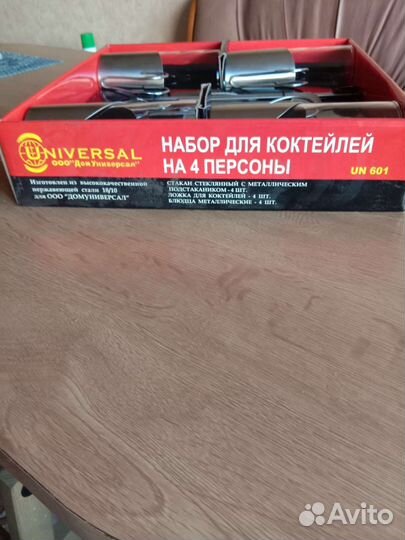 UNIVERSAL
ООО "ДомУниверсал"
Изготовлен из высококачественной
нержавеющей стали 18/10
для ООО "ДОМУНИВЕРСАЛ"
НАБОР ДЛЯ КОКТЕЙЛЕЙ
НА 4 ПЕРСОНЫ
UN 601
СТАКАН СТЕКЛЯННЫЙ С МЕТАЛЛИЧЕСКИМ
ПОДСТАКАНИКОМ - 4 ШТ.
ЛОЖКА ДЛЯ КОКТЕЙЛЕЙ - 4 ШТ.
БЛЮДЦА МЕТАЛЛИЧЕСКИЕ - 4 ШТ.
Avito